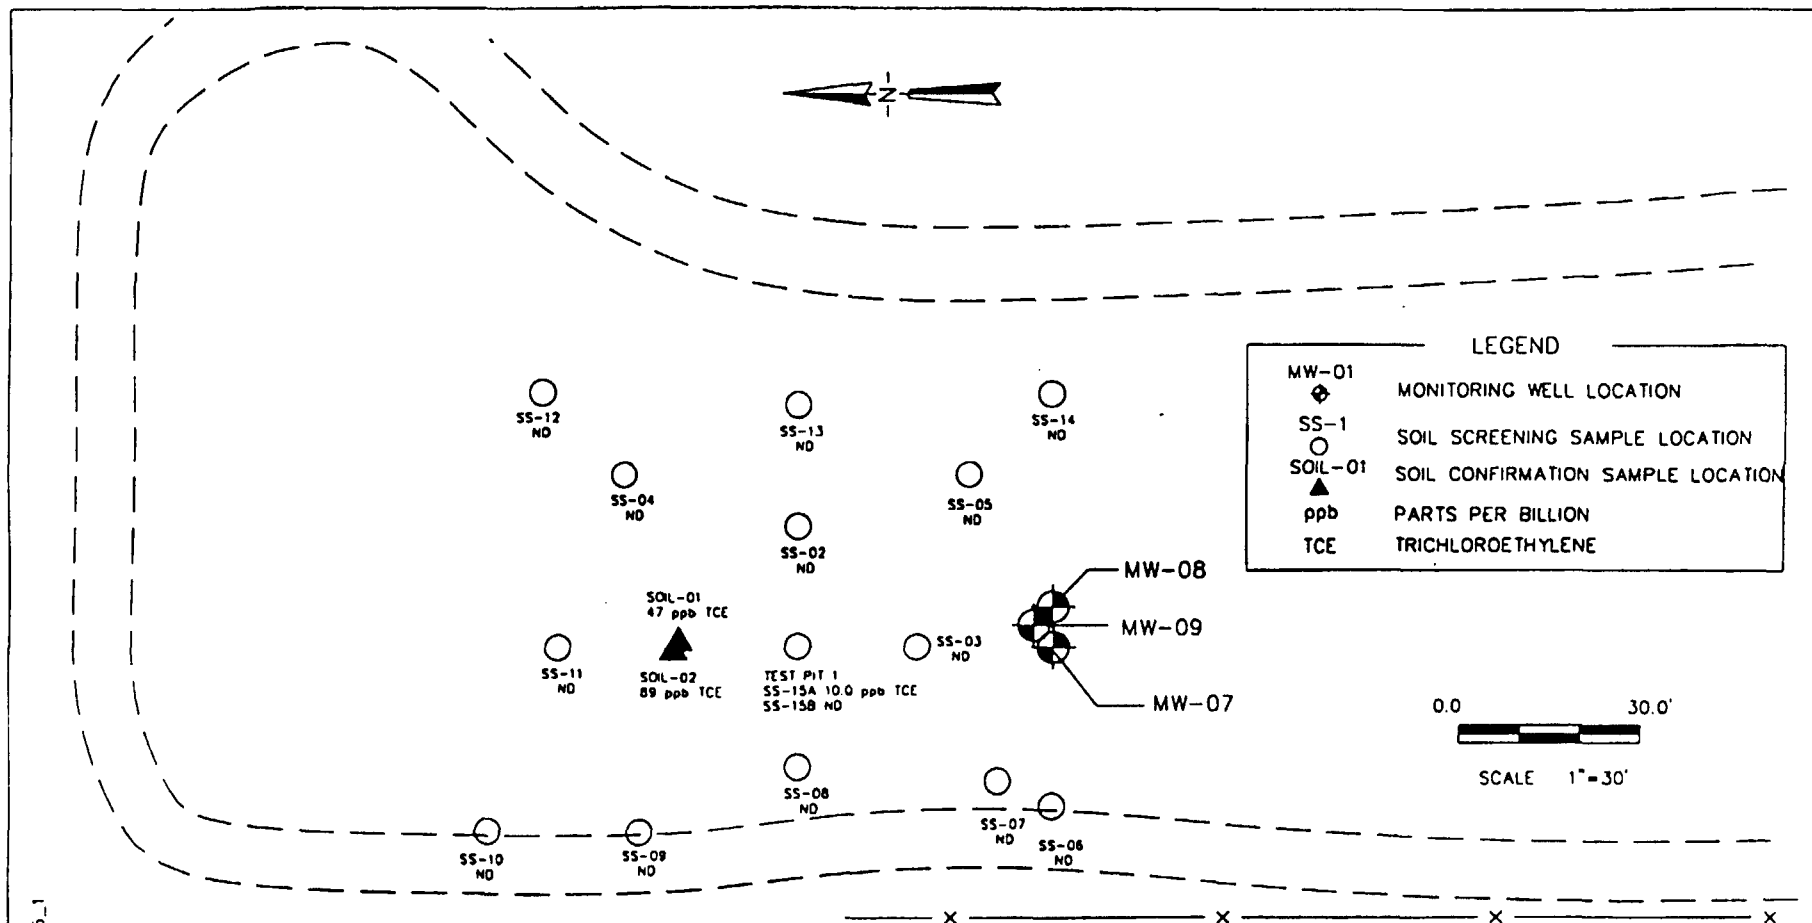 N
LEGEND
MW-01
MONITORING WELL LOCATION
SS-1
SOIL SCREENING SAMPLE LOCATION
SOIL-01
SOIL CONFIRMATION SAMPLE LOCATION
ppb
PARTS PER BILLION
TCE
TRICHLOROETHYLENE
SS-12
ND
SS-13
ND
SS-14
ND
SS-04
ND
SS-05
ND
SS-02
ND
MW-08
SOIL-01
47 ppb TCE
MW-09
SS-03
ND
SS-11
ND
SOIL-02
89 ppb TCE
TEST PIT 1
SS-15A 10.0 ppb TCE
SS-15B ND
MW-07
0.0
30.0'
SCALE 1"=30'
SS-08
ND
SS-07
ND
SS-06
ND
SS-10
ND
SS-09
ND